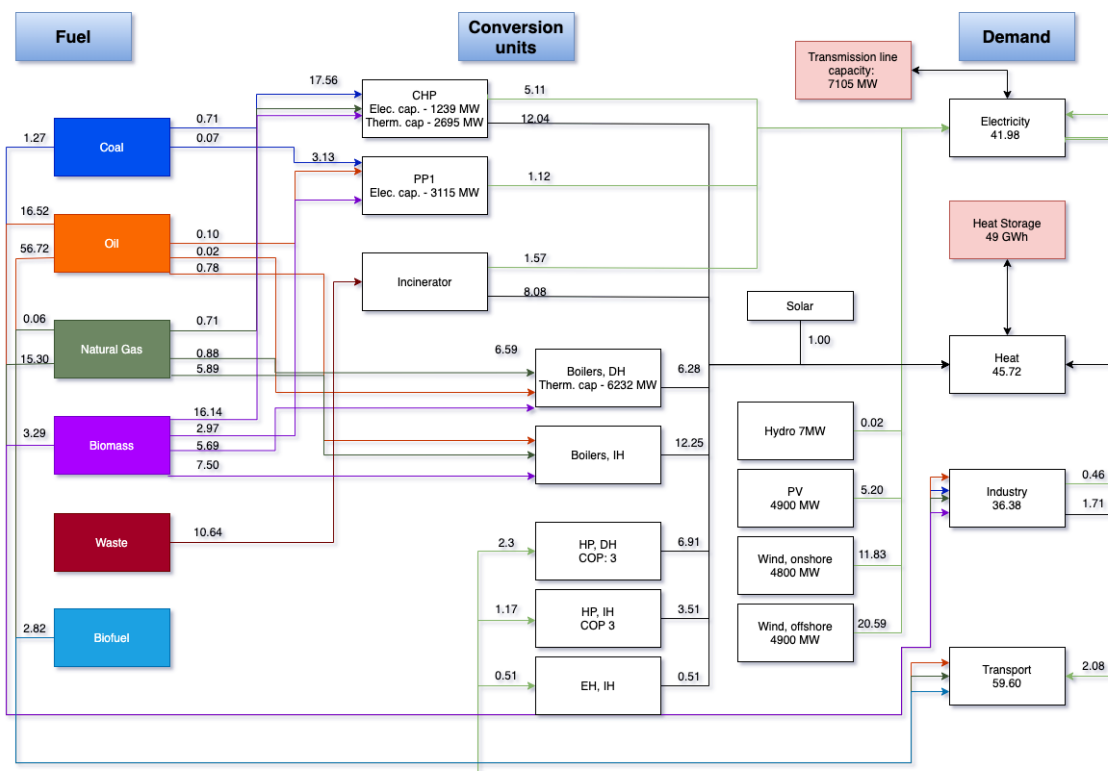 Fuel
Conversion
units
Demand
Transmission line
capacity:
7105 MW
17.56
CHP
Elec. cap. - 1239 MW
Therm. cap - 2695 MW
5.11
12.04
Electricity
41.98
1.27
Coal
0.71
0.07
3.13
PP1
Elec. cap. - 3115 MW
1.12
16.52
Oil
56.72
0.10
0.02
0.78
Heat Storage
49 GWh
Incinerator
1.57
8.08
Solar
1.00
0.06
Natural Gas
15.30
0.71
0.88
5.89
6.59
Boilers, DH
Therm. cap - 6232 MW
6.28
Heat
45.72
3.29
Biomass
16.14
2.97
5.69
7.50
Boilers, IH
12.25
Hydro 7MW
0.02
PV
4900 MW
5.20
Industry
36.38
0.46
1.71
Waste
10.64
2.3
HP, DH
COP: 3
6.91
Wind, onshore
4800 MW
11.83
1.17
HP, IH
COP 3
3.51
Wind, offshore
4900 MW
20.59
2.82
Biofuel
0.51
EH, IH
0.51
Transport
59.60
2.08